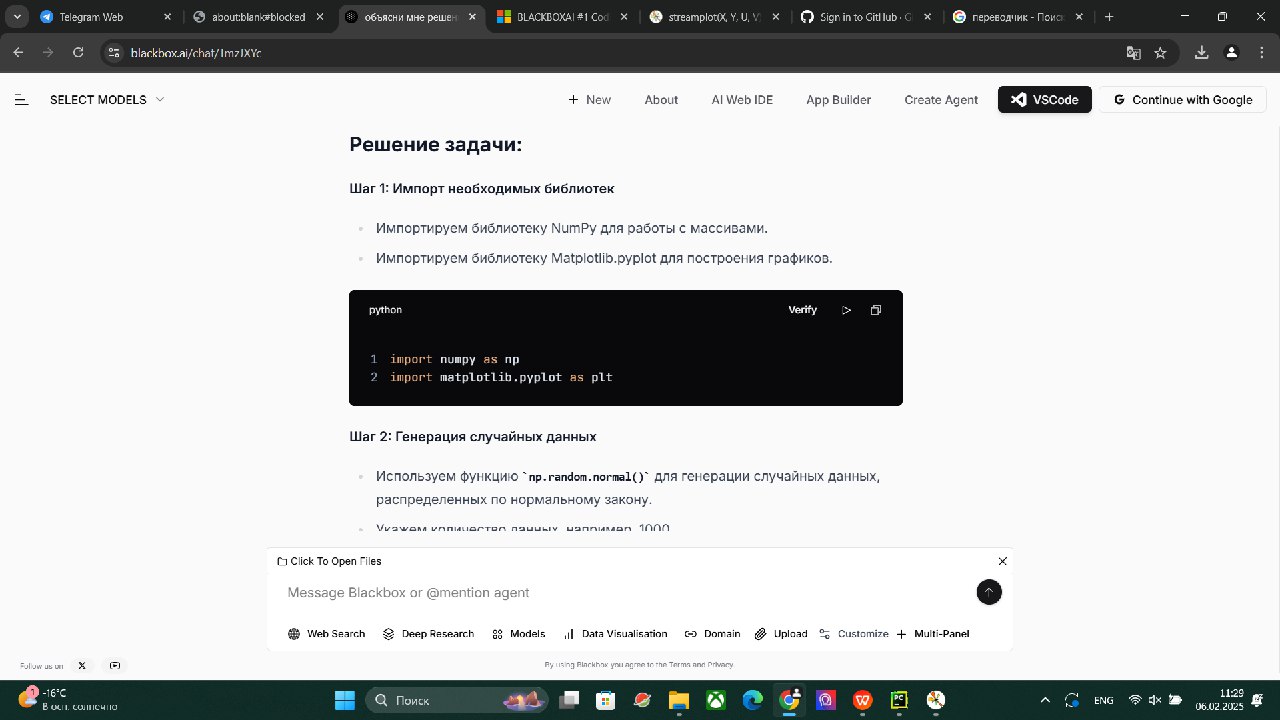 Telegram Web
about:blank#blocked
объясни мне решени
BLACKBOXAI #1 Cod
streamplot(X, Y, U, V
Sign in to GitHub · G
переводчик - Поиск
blackbox.ai/chat/1mzJXYc
SELECT MODELS
New About AI Web IDE App Builder Create Agent VSCode Continue with Google
Решение задачи:
Шаг 1: Импорт необходимых библиотек
Импортируем библиотеку NumPy для работы с массивами.
Импортируем библиотеку Matplotlib.pyplot для построения графиков.
python Verify
1 import numpy as np
2 import matplotlib.pyplot as plt
Шаг 2: Генерация случайных данных
Используем функцию `np.random.normal()` для генерации случайных данных,
распределенных по нормальному закону.
Укажем количество данных, например, 1000.
Click To Open Files
Message Blackbox or @mention agent
Web Search Deep Research Models Data Visualisation Domain Upload Customize Multi-Panel
Follow us on
By using Blackbox you agree to the Terms and Privacy.
1
-16°C
В осн. солнечно
Поиск
ENG
11:29
06.02.2025